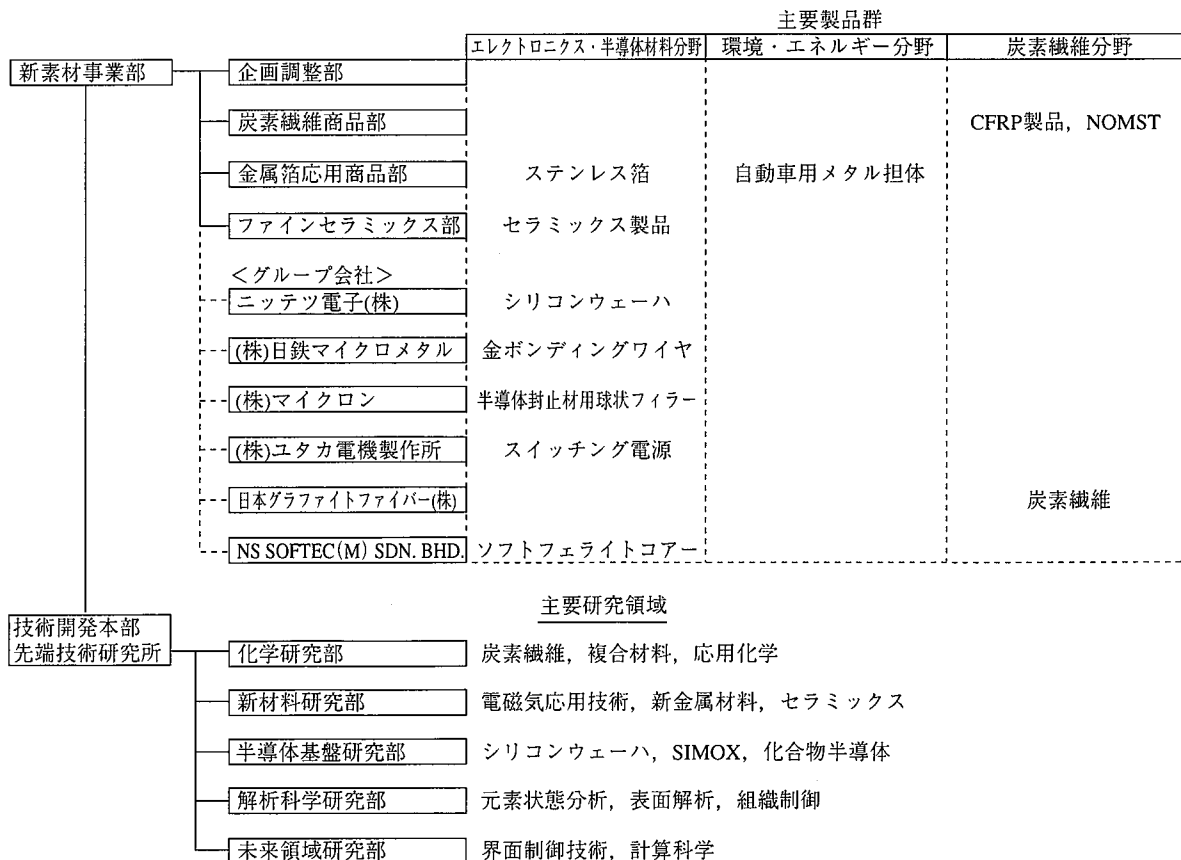 主要製品群
エレクトロニクス・半導体材料分野 環境・エネルギー分野 炭素繊維分野
新素材事業部 企画調整部
炭素繊維商品部 CFRP製品，NOMST
金属箔応用商品部 ステンレス箔 自動車用メタル担体
ファインセラミックス部 セラミックス製品
＜グループ会社＞
ニッテツ電子(株) シリコンウェーハ
(株)日鉄マイクロメタル 金ボンディングワイヤ
(株)マイクロン 半導体封止材用球状フィラー
(株)ユタカ電機製作所 スイッチング電源
日本グラファイトファイバー(株) 炭素繊維
NS SOFTEC(M) SDN. BHD. ソフトフェライトコアー
主要研究領域
技術開発本部
先端技術研究所 化学研究部 炭素繊維，複合材料，応用化学
新材料研究部 電磁気応用技術，新金属材料，セラミックス
半導体基盤研究部 シリコンウェーハ，SIMOX，化合物半導体
解析科学研究部 元素状態分析，表面解析，組織制御
未来領域研究部 界面制御技術，計算科学